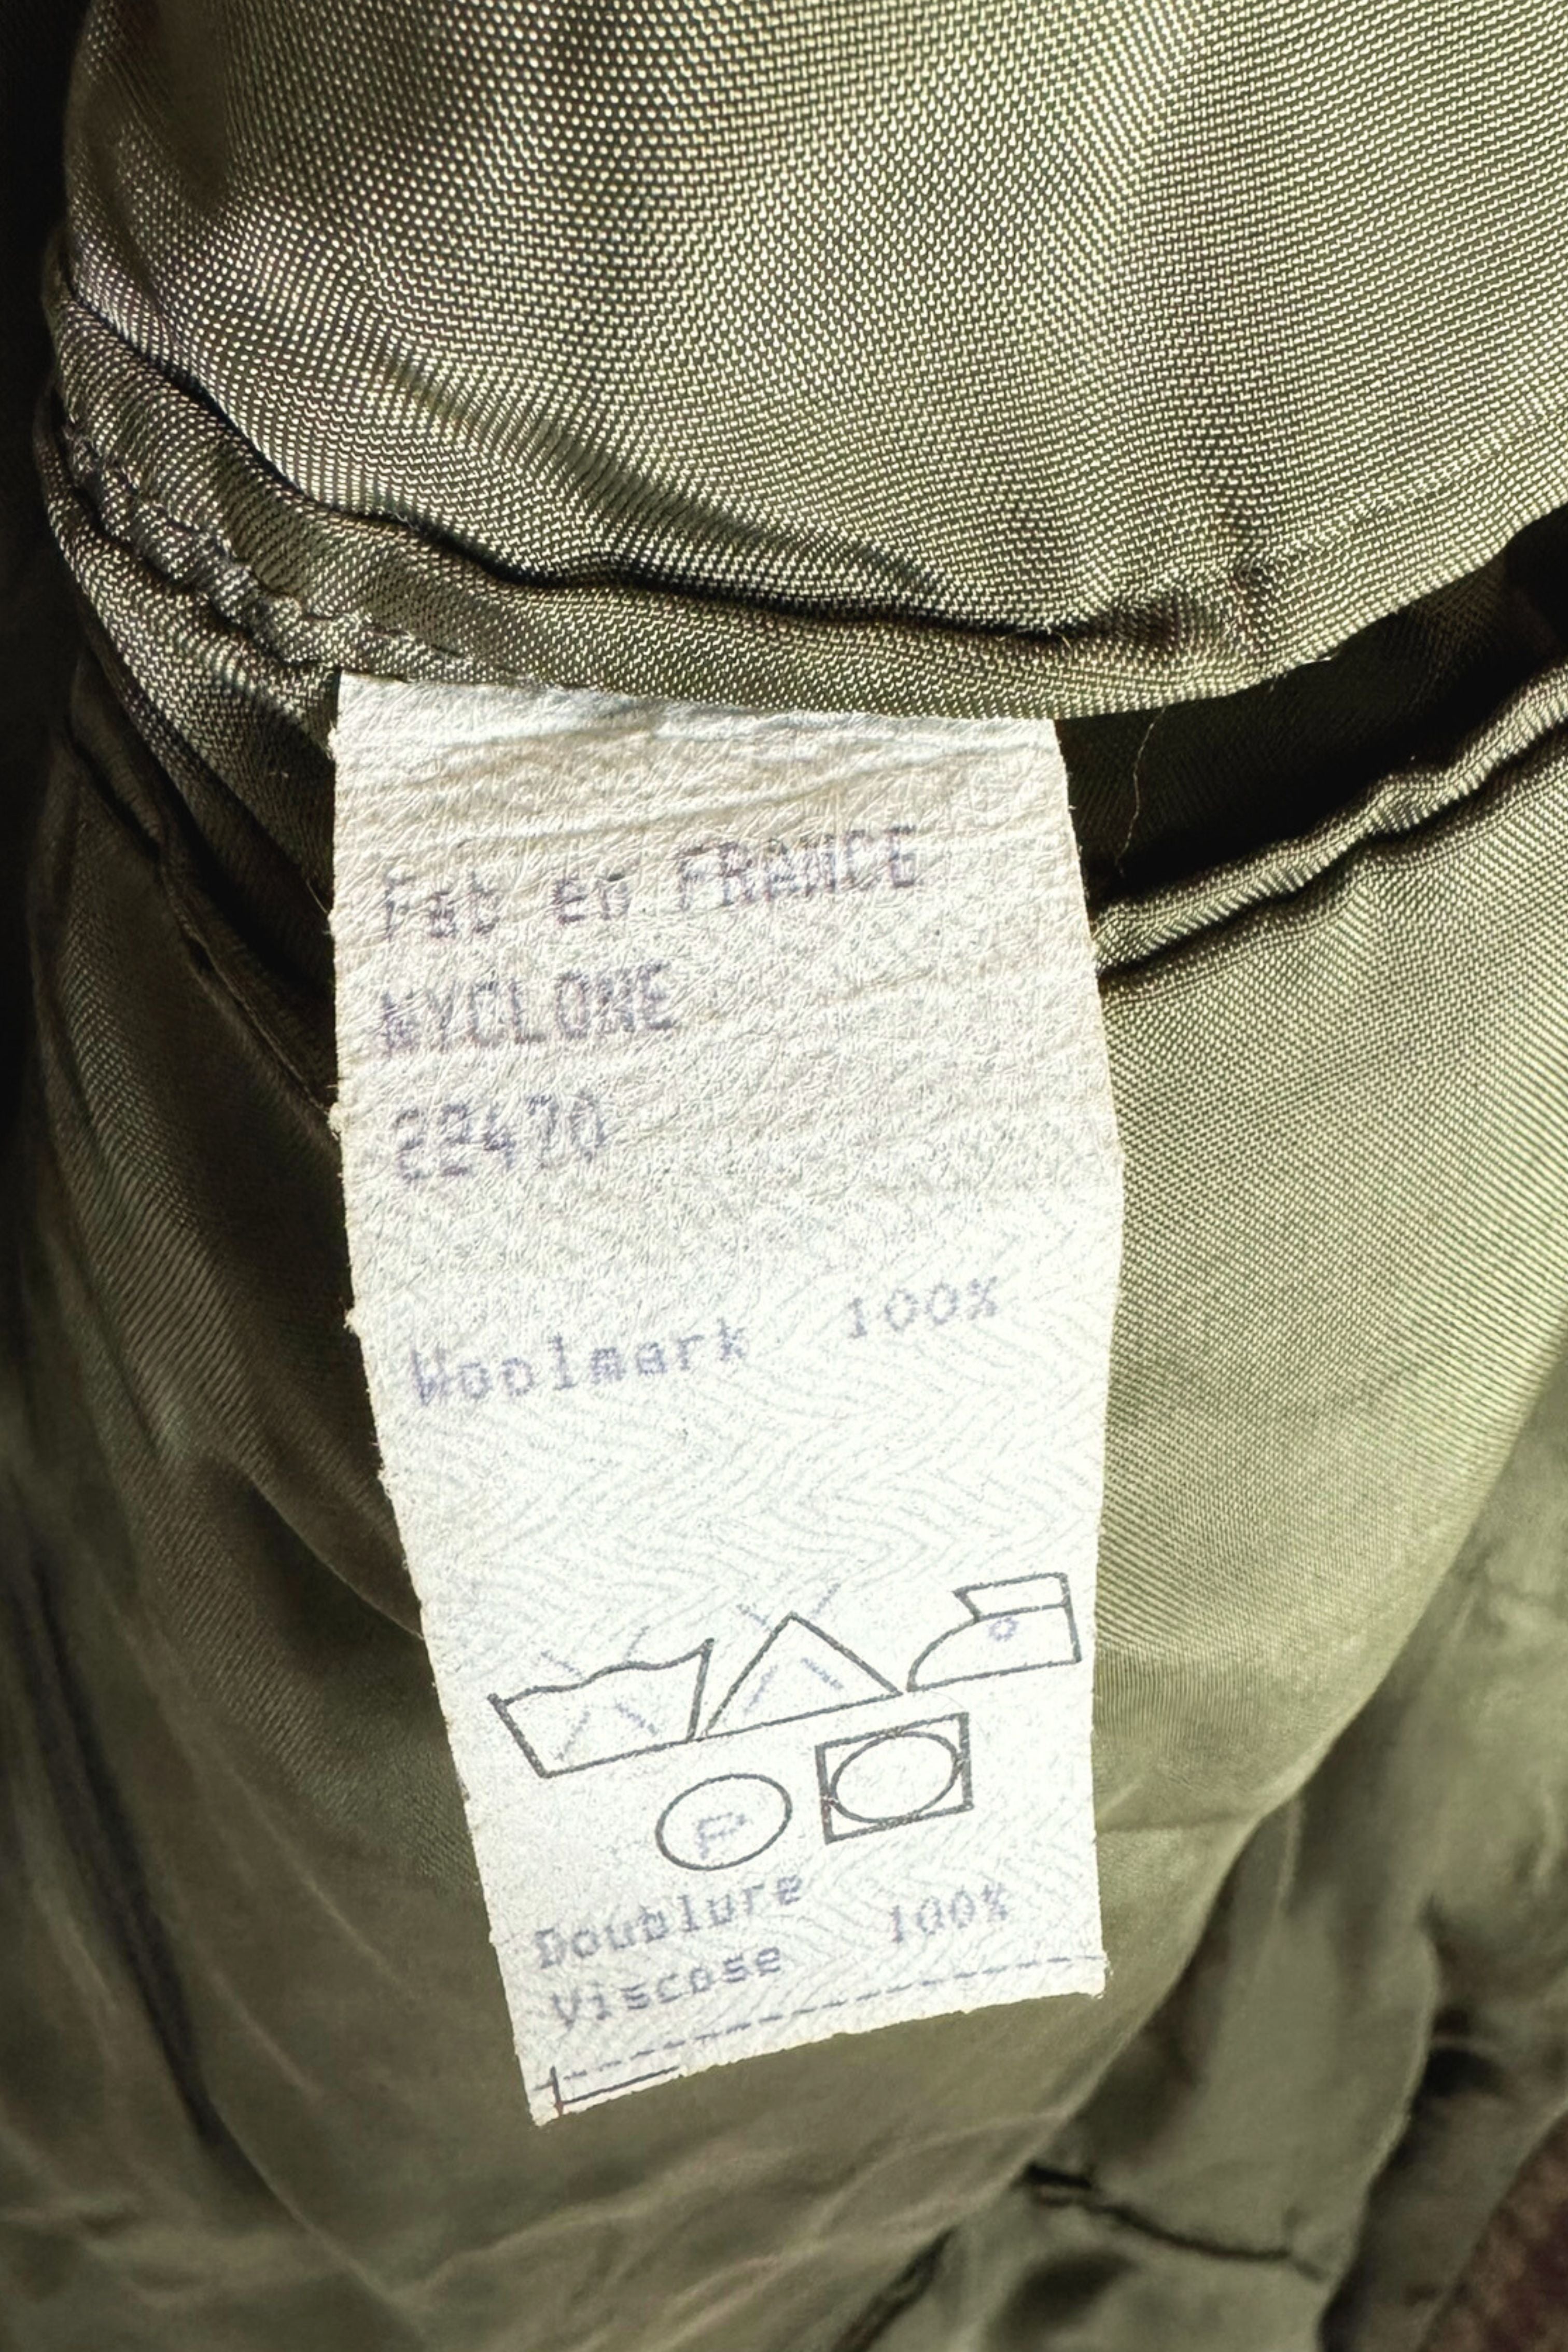 Fab en FRANCE
NYCLONE
22470
Woolmark 100%
P
Doublure
Viscose 100%